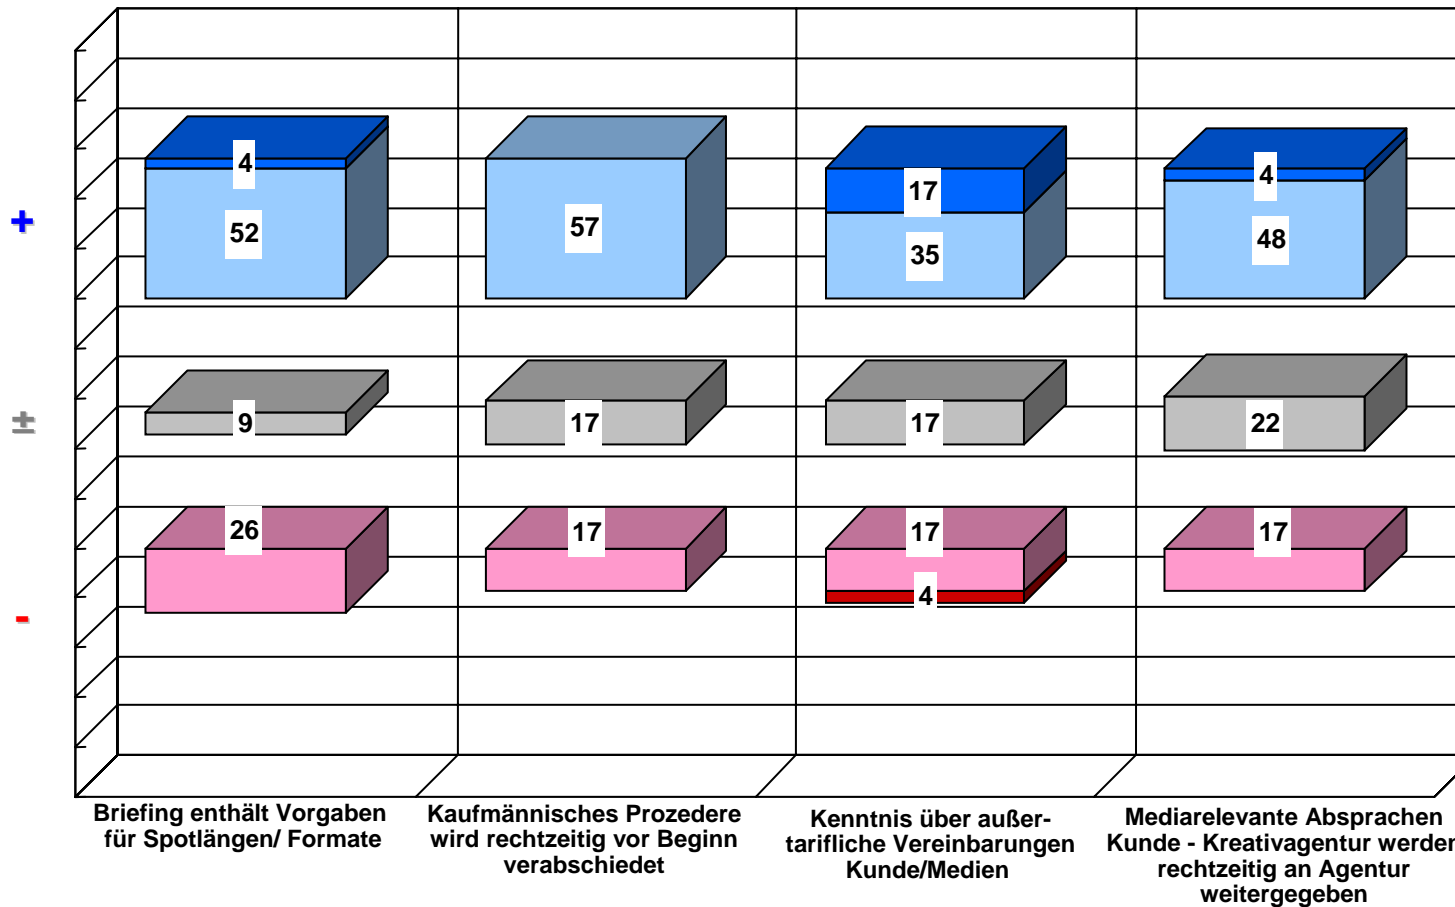 +
4
52
57
17
35
4
48
±
9
17
17
22
-
26
17
17
4
17
Briefing enthält Vorgaben
für Spotlängen/ Formate
Kaufmännisches Prozedere
wird rechtzeitig vor Beginn
verabschiedet
Kenntnis über außer-
tarifliche Vereinbarungen
Kunde/Medien
Mediarelevante Absprachen
Kunde - Kreativagentur werden
rechtzeitig an Agentur
weitergegeben